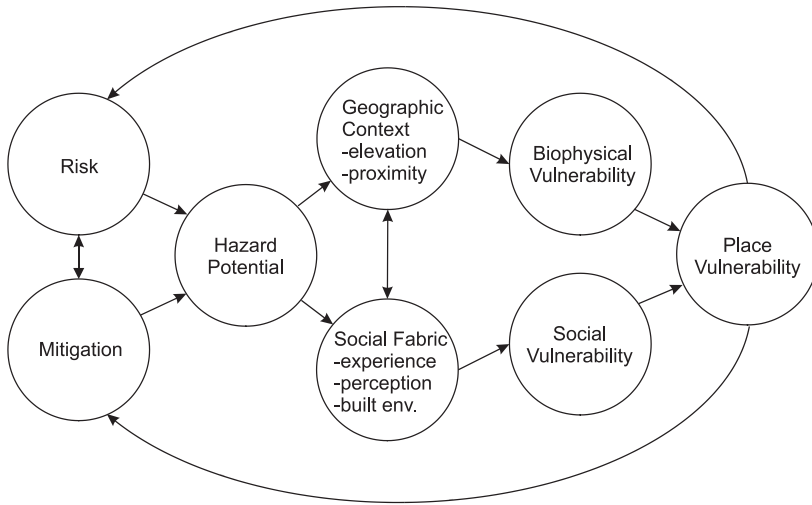 Risk
Mitigation
Hazard
Potential
Geographic
Context
-elevation
-proximity
Social Fabric
-experience
-perception
-built env.
Biophysical
Vulnerability
Social
Vulnerability
Place
Vulnerability